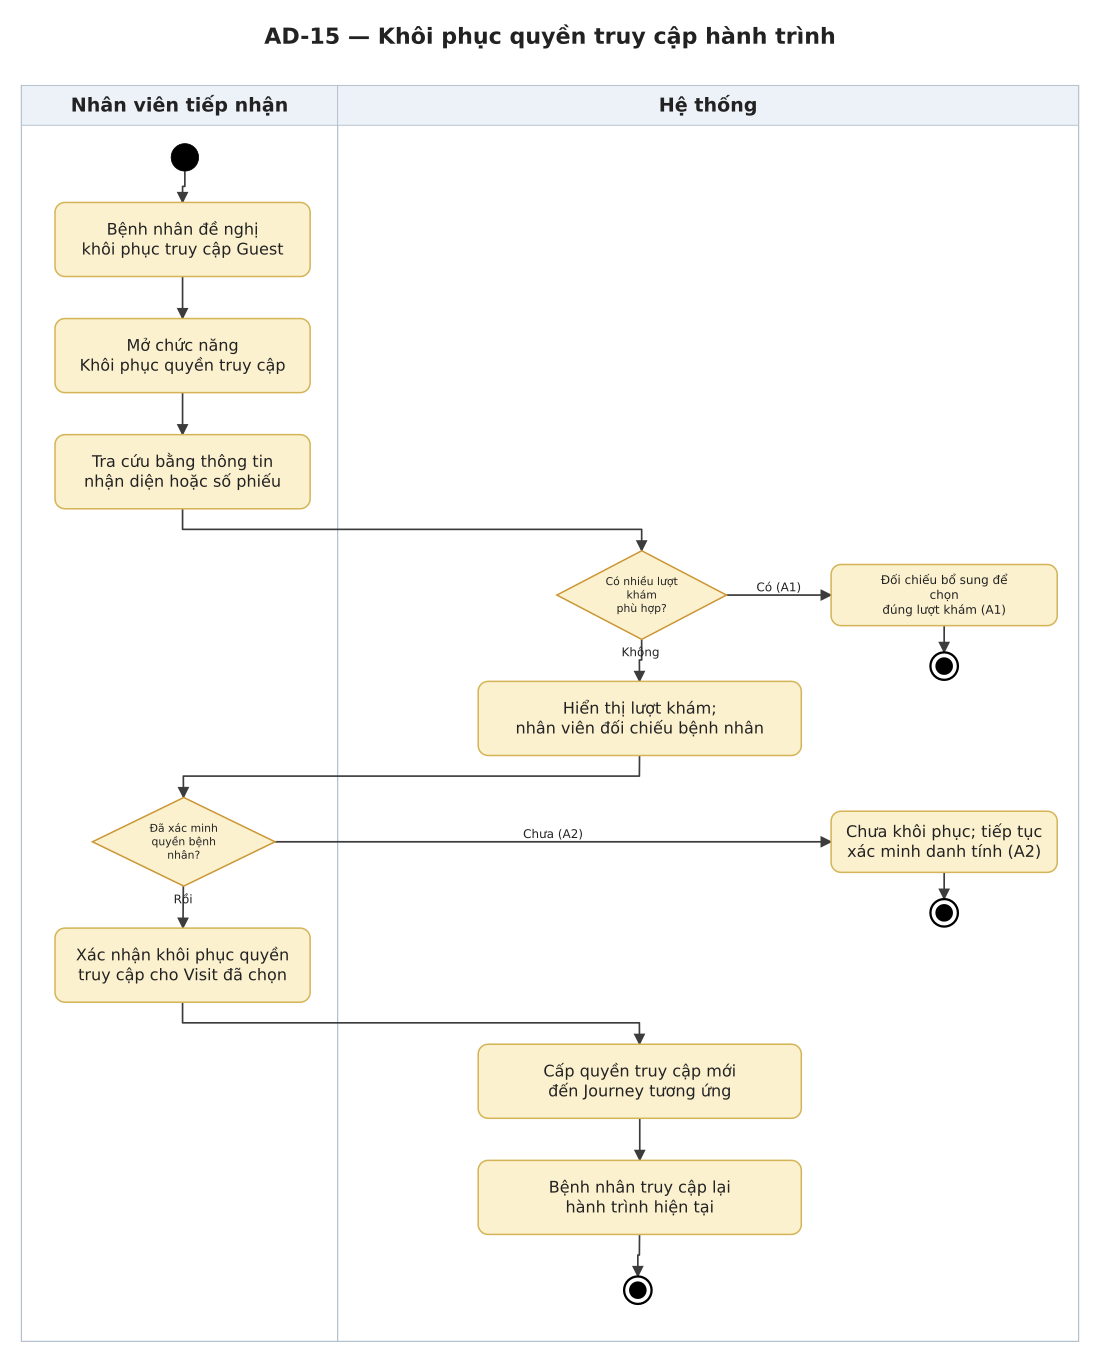 AD-15 — Khôi phục quyền truy cập hành trình
Nhân viên tiếp nhận
Hệ thống
Bệnh nhân đề nghị
khôi phục truy cập Guest
Mở chức năng
Khôi phục quyền truy cập
Tra cứu bằng thông tin
nhận diện hoặc số phiếu
Có nhiều lượt
khám
phù hợp?
Có (A1)
Đối chiếu bổ sung để
chọn
đúng lượt khám (A1)
Không
Hiển thị lượt khám;
nhân viên đối chiếu bệnh nhân
Đã xác minh
quyền bệnh
nhân?
Chưa (A2)
Chưa khôi phục; tiếp tục
xác minh danh tính (A2)
Rồi
Xác nhận khôi phục quyền
truy cập cho Visit đã chọn
Cấp quyền truy cập mới
đến Journey tương ứng
Bệnh nhân truy cập lại
hành trình hiện tại